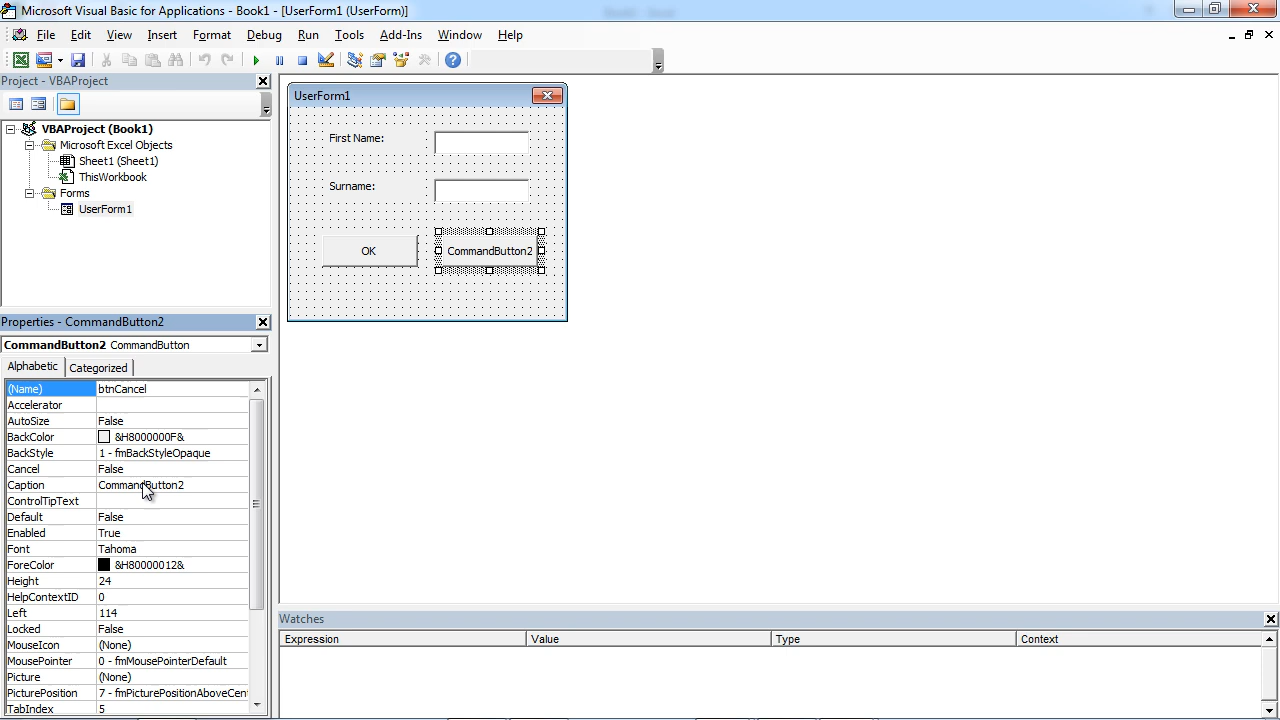 Microsoft Visual Basic for Applications - Book1 - [UserForm1 (UserForm)]
File Edit View Insert Format Debug Run Tools Add-Ins Window Help
Project - VBAProject
VBAProject (Book1)
Microsoft Excel Objects
Sheet1 (Sheet1)
ThisWorkbook
Forms
UserForm1
UserForm1
First Name:
Surname:
OK CommandButton2
Properties - CommandButton2
CommandButton2 CommandButton
Alphabetic Categorized
(Name) btnCancel
Accelerator
AutoSize False
BackColor &H8000000F&
BackStyle 1 - fmBackStyleOpaque
Cancel False
Caption CommandButton2
ControlTipText
Default False
Enabled True
Font Tahoma
ForeColor &H80000012&
Height 24
HelpContextID 0
Left 114
Locked False
MouseIcon (None)
MousePointer 0 - fmMousePointerDefault
Picture (None)
PicturePosition 7 - fmPicturePositionAboveCent
TabIndex 5
Watches
Expression Value Type Context